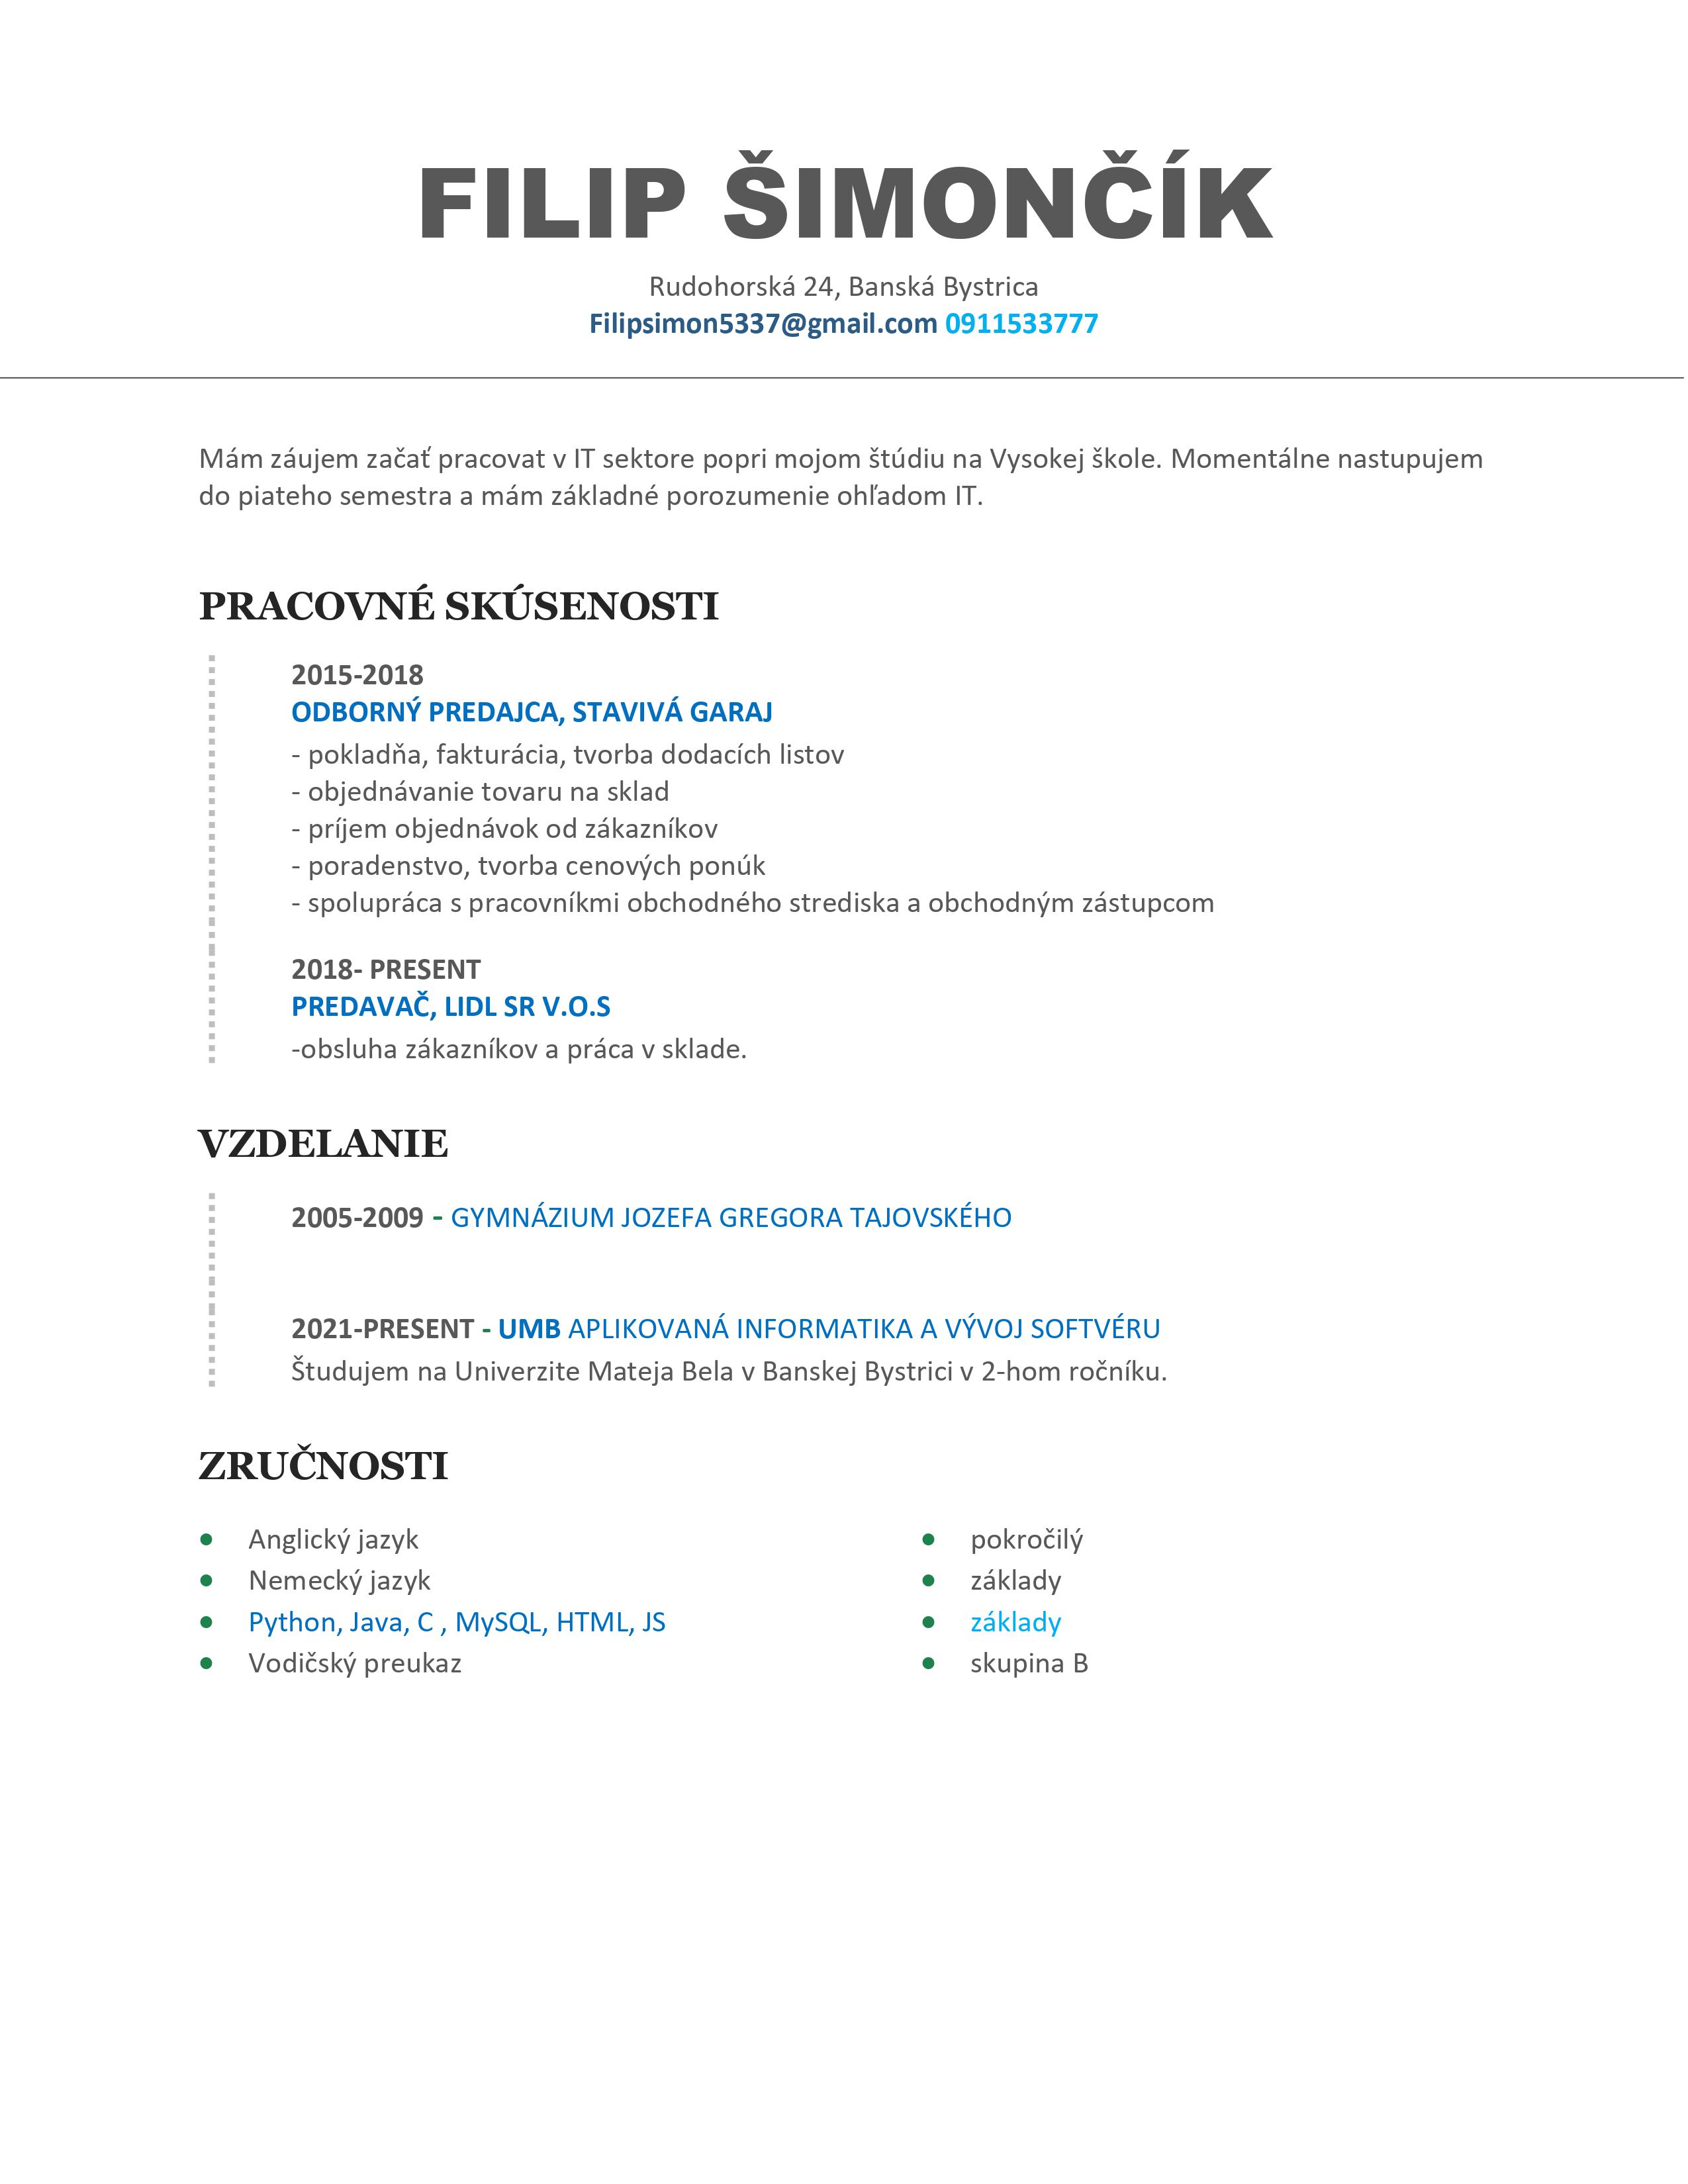 FILIP ŠIMONČÍK
Rudohorská 24, Banská Bystrica
Filipsimon5337@gmail.com 0911533777
Mám záujem začať pracovat v IT sektore popri mojom štúdiu na Vysokej škole. Momentálne nastupujem
do piateho semestra a mám základné porozumenie ohľadom IT.
PRACOVNÉ SKÚSENOSTI
2015-2018
ODBORNÝ PREDAJCA, STAVIVÁ GARAJ
- pokladňa, fakturácia, tvorba dodacích listov
- objednávanie tovaru na sklad
- príjem objednávok od zákazníkov
- poradenstvo, tvorba cenových ponúk
- spolupráca s pracovníkmi obchodného strediska a obchodným zástupcom
2018- PRESENT
PREDAVAČ, LIDL SR V.O.S
-obsluha zákazníkov a práca v sklade.
VZDELANIE
2005-2009 - GYMNÁZIUM JOZEFA GREGORA TAJOVSKÉHO
2021-PRESENT - UMB APLIKOVANÁ INFORMATIKA A VÝVOJ SOFTVÉRU
Študujem na Univerzite Mateja Bela v Banskej Bystrici v 2-hom ročníku.
ZRUČNOSTI
• Anglický jazyk • pokročilý
• Nemecký jazyk • základy
• Python, Java, C , MySQL, HTML, JS • základy
• Vodičský preukaz • skupina B